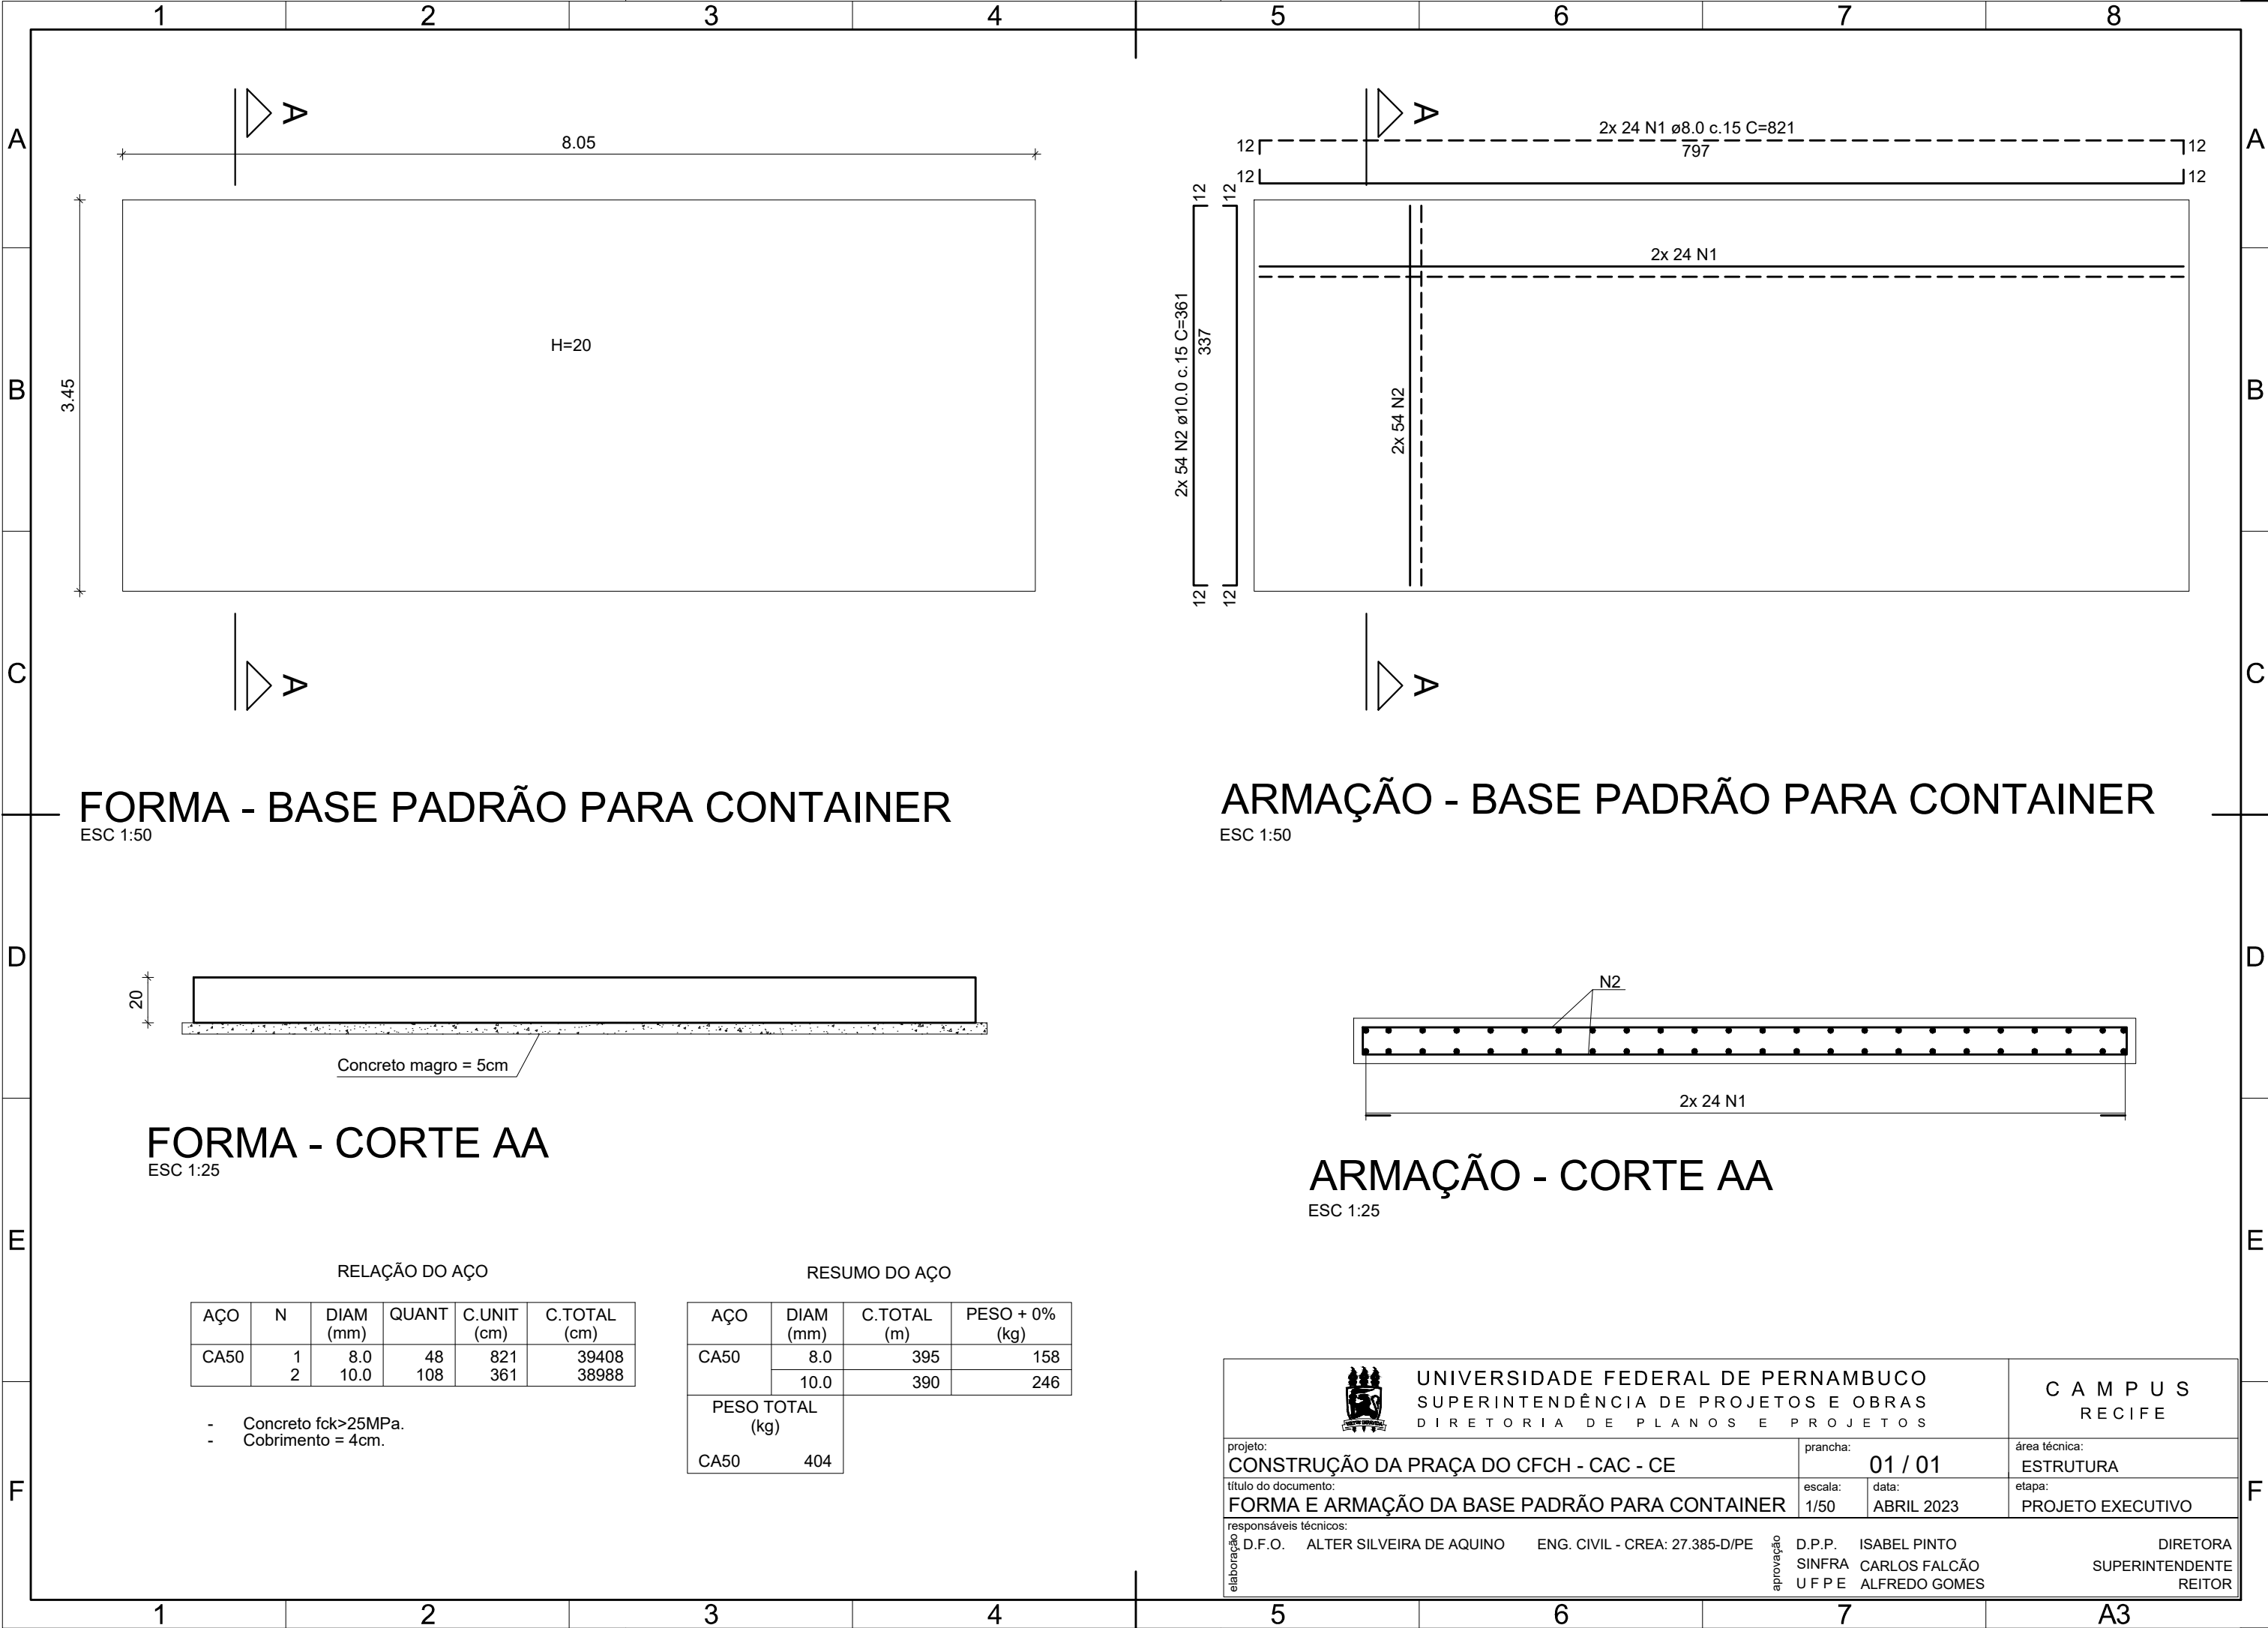 1 2 3 4 5 6 7 8
A
B
C
D
E
F
A
B
C
D
E
F
A
8.05
3.45
H=20
A
FORMA - BASE PADRÃO PARA CONTAINER
ESC 1:50
A
2x 24 N1 ø8.0 c.15 C=821
797
12
12
12
12
12
12
2x 54 N2 ø10.0 c.15 C=361
337
12
12
2x 24 N1
2x 54 N2
A
ARMAÇÃO - BASE PADRÃO PARA CONTAINER
ESC 1:50
20
Concreto magro = 5cm
FORMA - CORTE AA
ESC 1:25
N2
2x 24 N1
ARMAÇÃO - CORTE AA
ESC 1:25
RELAÇÃO DO AÇO
AÇO N DIAM QUANT C.UNIT C.TOTAL
(mm) (cm) (cm)
CA50 1 8.0 48 821 39408
2 10.0 108 361 38988
- Concreto fck>25MPa.
- Cobrimento = 4cm.
RESUMO DO AÇO
AÇO DIAM C.TOTAL PESO + 0%
(mm) (m) (kg)
CA50 8.0 395 158
10.0 390 246
PESO TOTAL
(kg)
CA50 404
UNIVERSIDADE FEDERAL DE PERNAMBUCO
SUPERINTENDÊNCIA DE PROJETOS E OBRAS
DIRETORIA DE PLANOS E PROJETOS
CAMPUS
RECIFE
projeto:
CONSTRUÇÃO DA PRAÇA DO CFCH - CAC - CE
prancha:
01 / 01
área técnica:
ESTRUTURA
título do documento:
FORMA E ARMAÇÃO DA BASE PADRÃO PARA CONTAINER
escala:
1/50
data:
ABRIL 2023
etapa:
PROJETO EXECUTIVO
responsáveis técnicos:
elaboração
D.F.O. ALTER SILVEIRA DE AQUINO ENG. CIVIL - CREA: 27.385-D/PE
aprovação
D.P.P. ISABEL PINTO DIRETORA
SINFRA CARLOS FALCÃO SUPERINTENDENTE
UFPE ALFREDO GOMES REITOR
1 2 3 4 5 6 7 A3